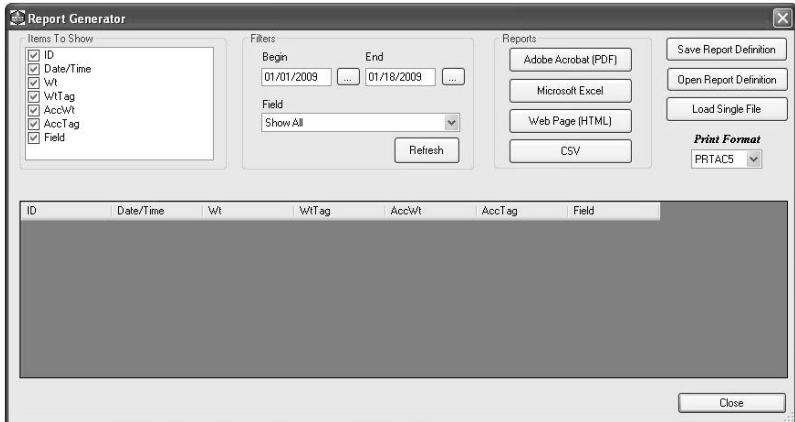 Report Generator
Items To Show
ID
Date/Time
Wt
WtTag
AccWt
AccTag
Field
Filters
Begin End
01/01/2009 ... 01/18/2009 ...
Field
Show All
Refresh
Reports
Adobe Acrobat (PDF)
Microsoft Excel
Web Page (HTML)
CSV
Save Report Definition
Open Report Definition
Load Single File
Print Format
PRTAC5
ID Date/Time Wt WtTag AccWt AccTag Field
Close